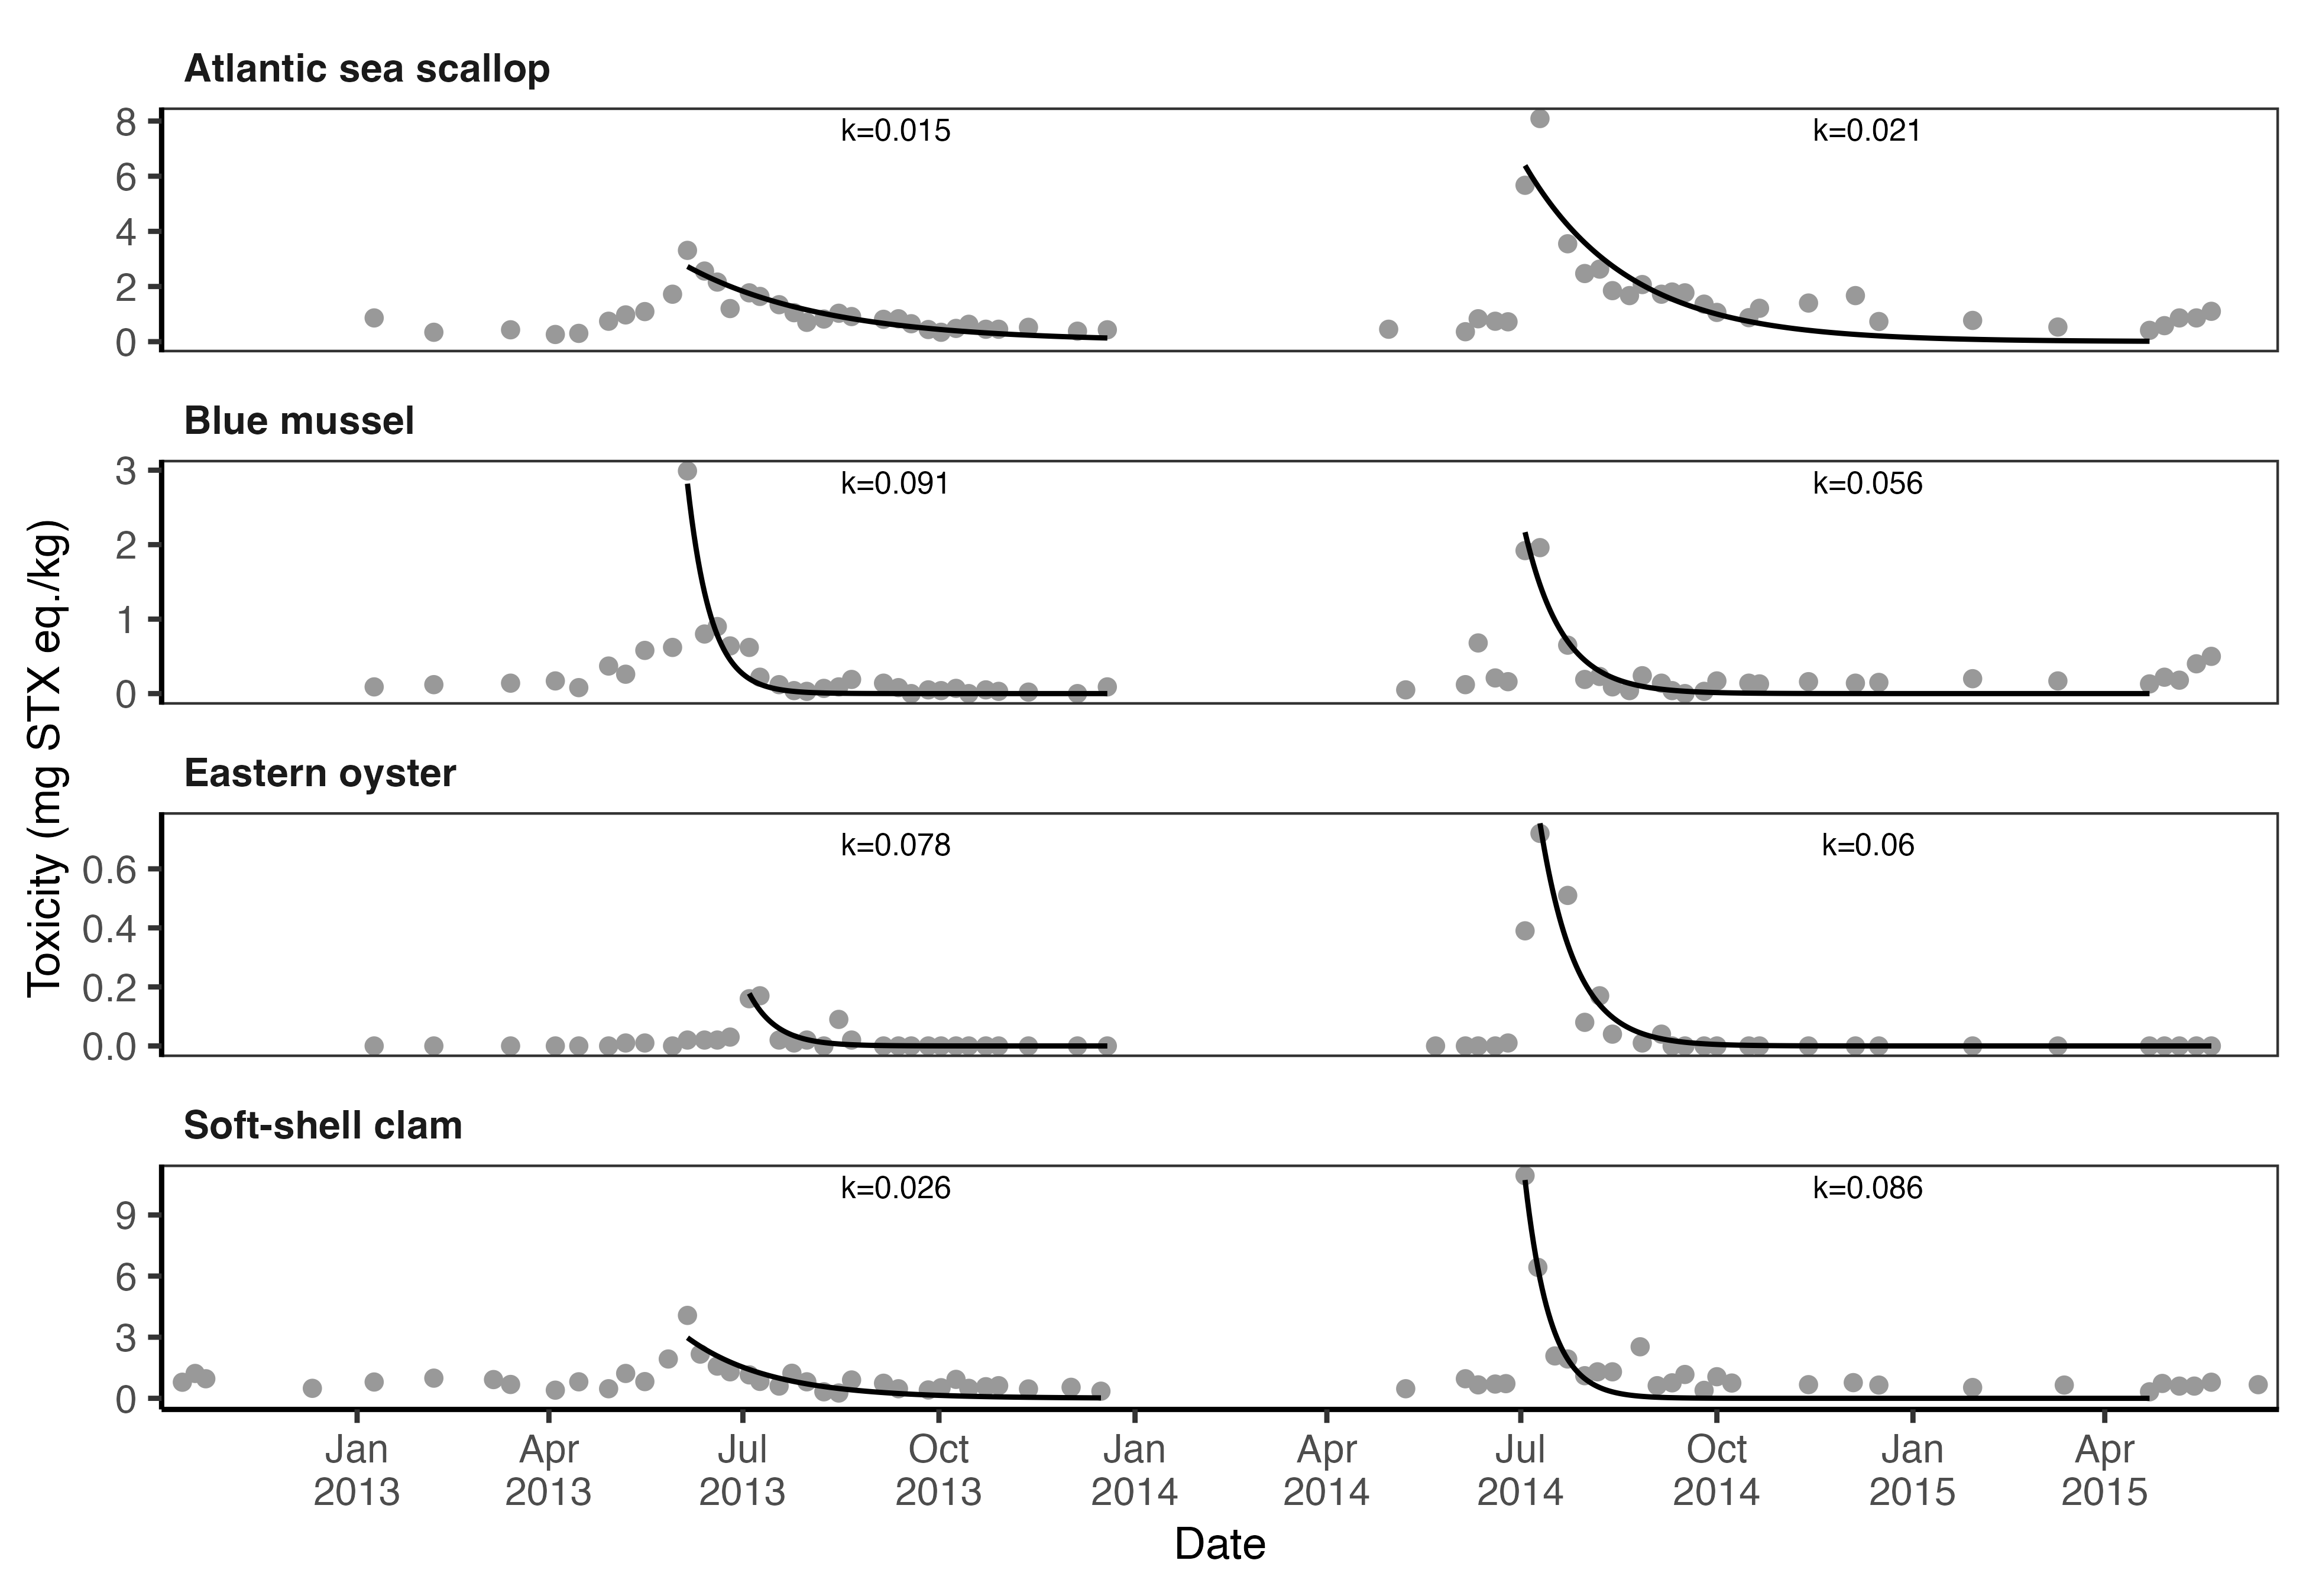 Atlantic sea scallop
8
6
4
2
0
k=0.015
k=0.021
Blue mussel
3
2
1
0
k=0.091
k=0.056
Toxicity (mg STX eq./kg)
Eastern oyster
0.6
0.4
0.2
0.0
k=0.078
k=0.06
Soft-shell clam
9
6
3
0
k=0.026
k=0.086
Jan Apr Jul Oct Jan Apr Jul Oct Jan Apr
2013 2013 2013 2013 2014 2014 2014 2014 2015 2015
Date